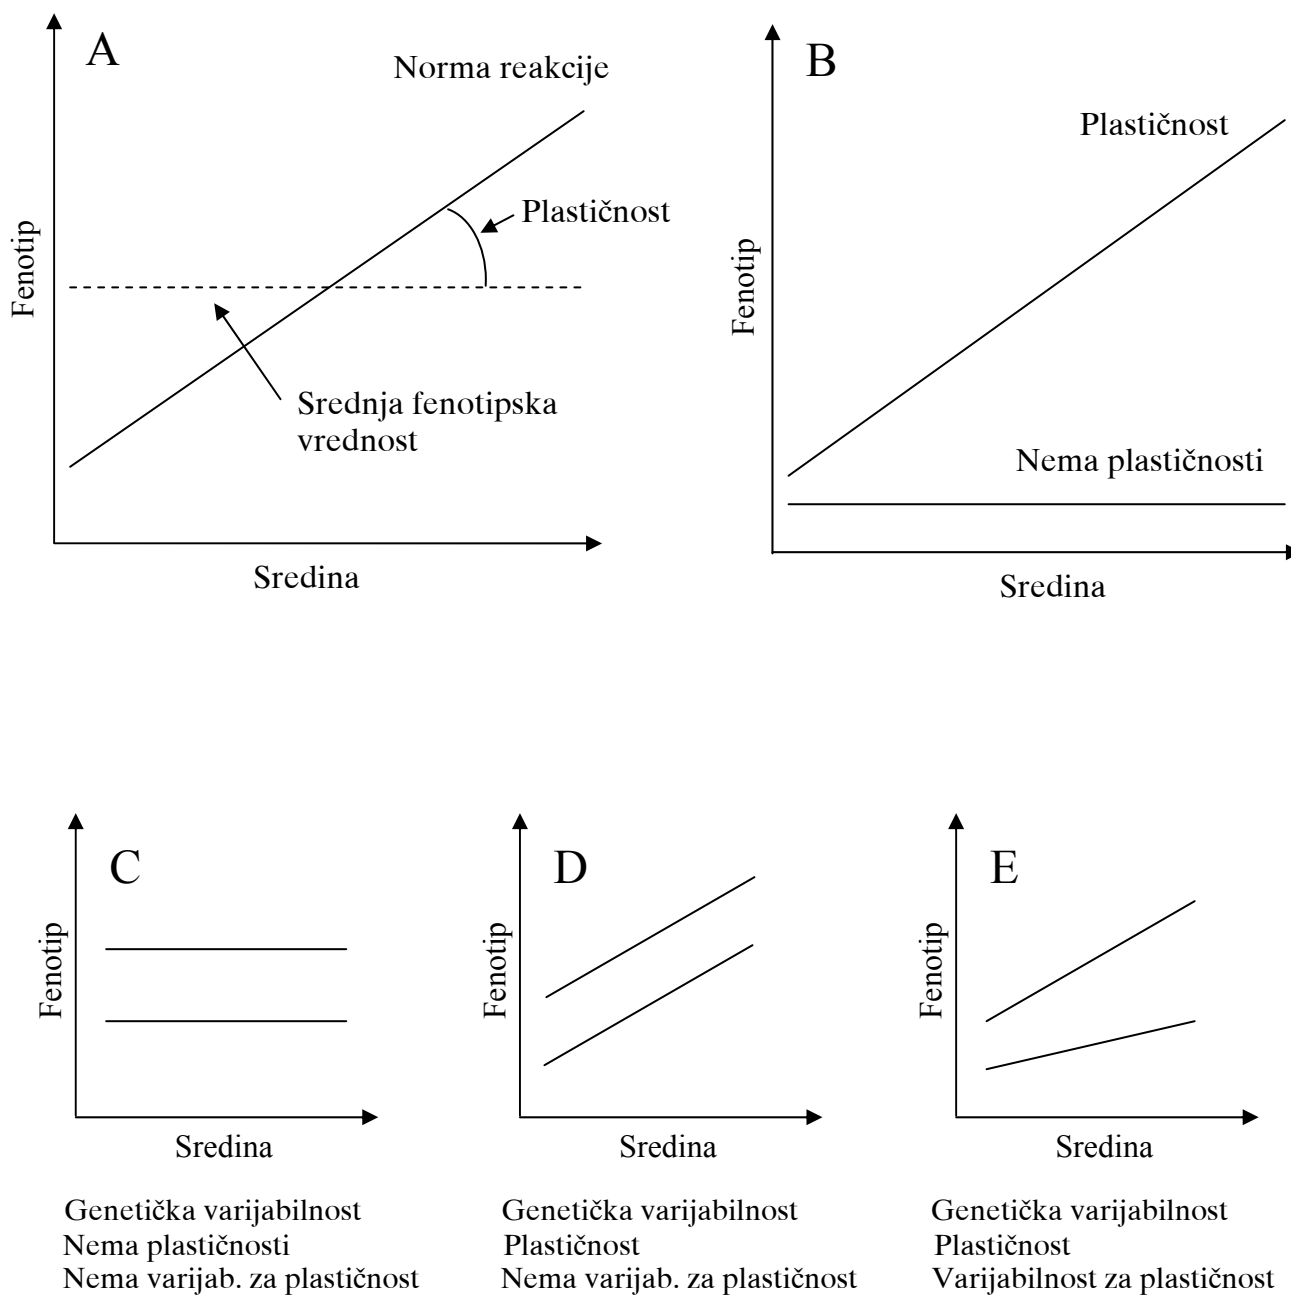 A
Norma reakcije
Plastičnost
Fenotip
Srednja fenotipska
vrednost
Sredina
B
Plastičnost
Fenotip
Nema plastičnosti
Sredina
C
Fenotip
Sredina
Genetička varijabilnost
Nema plastičnosti
Nema varijab. za plastičnost
D
Fenotip
Sredina
Genetička varijabilnost
Plastičnost
Nema varijab. za plastičnost
E
Fenotip
Sredina
Genetička varijabilnost
Plastičnost
Varijabilnost za plastičnost